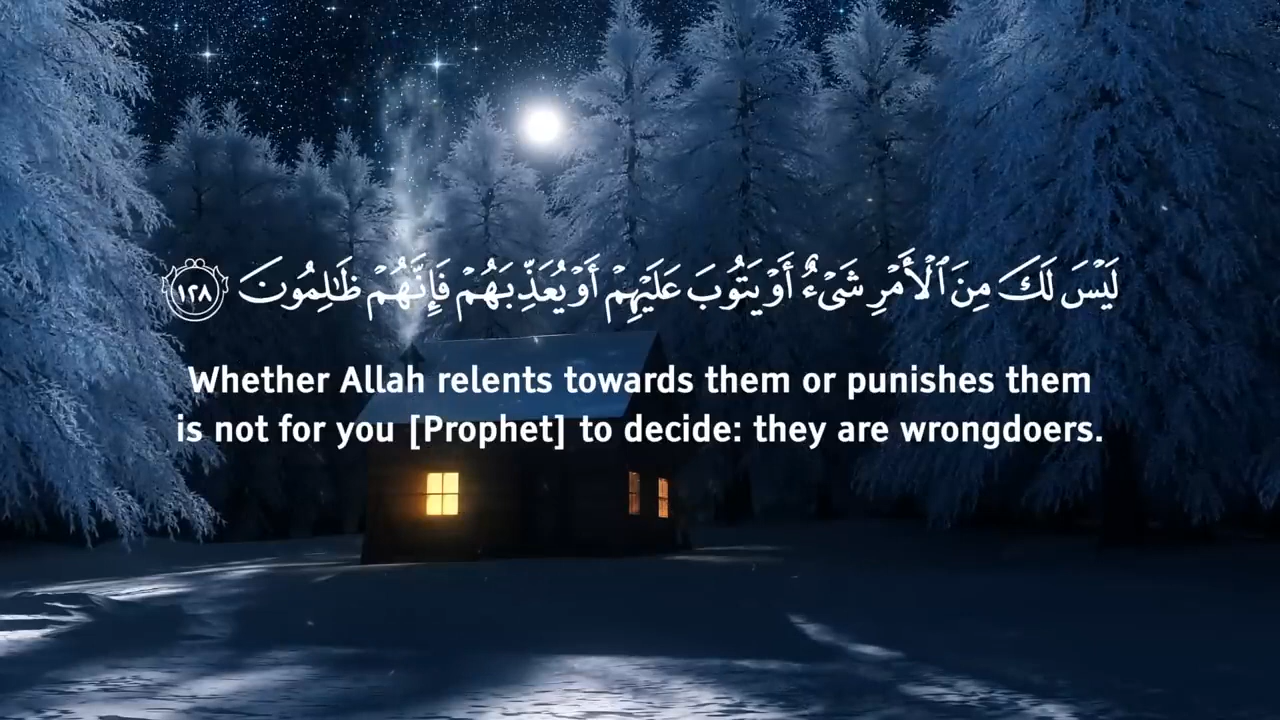 لَيْسَ لَكَ مِنَ ٱلْأَمْرِ شَىْءٌ أَوْ يَتُوبَ عَلَيْهِمْ أَوْ يُعَذِّبَهُمْ فَإِنَّهُمْ ظَـٰلِمُونَ ١٢٨
Whether Allah relents towards them or punishes them
is not for you [Prophet] to decide: they are wrongdoers.